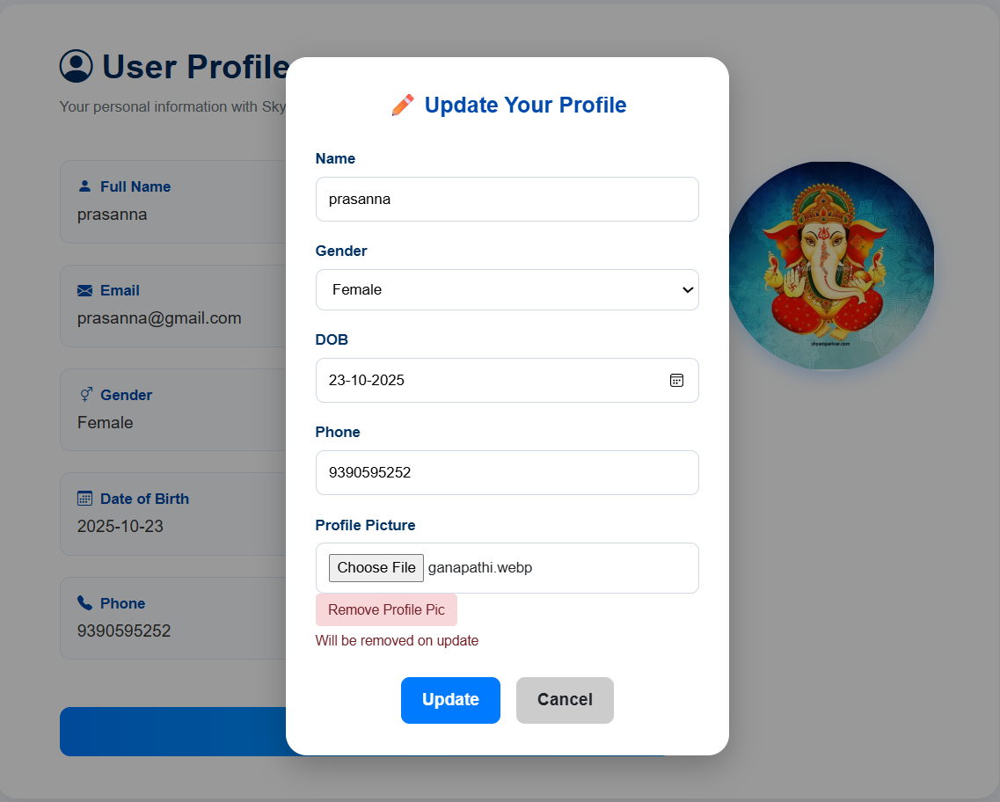 User Profile
Your personal information with Sky
Full Name
prasanna
Email
prasanna@gmail.com
Gender
Female
Date of Birth
2025-10-23
Phone
9390595252
Update Your Profile
Name
prasanna
Gender
Female
DOB
23-10-2025
Phone
9390595252
Profile Picture
Choose File ganapathi.webp
Remove Profile Pic
Will be removed on update
Update Cancel
shyamparivar.com